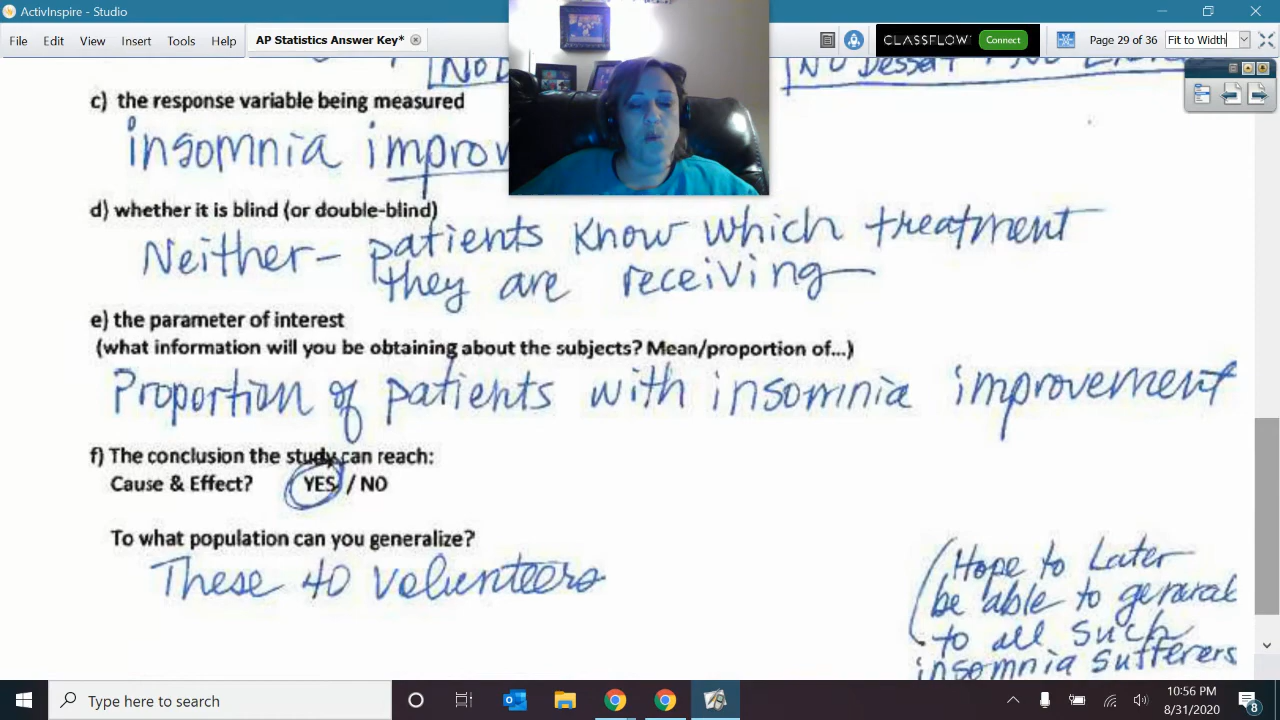 ActivInspire - Studio
File Edit View Insert Tools Help AP Statistics Answer Key* CLASSFLOW Connect Page 29 of 36 Fit to Width
No Dessert
c) the response variable being measured
insomnia improv
d) whether it is blind (or double-blind)
Neither - patients know which treatment
they are receiving
e) the parameter of interest
(what information will you be obtaining about the subjects? Mean/proportion of...)
Proportion of patients with insomnia improvement
f) The conclusion the study can reach:
Cause & Effect? YES / NO
To what population can you generalize?
These 40 volunteers
(Hope to Later
be able to general
to all such
insomnia sufferers
Type here to search
10:56 PM
8/31/2020
8